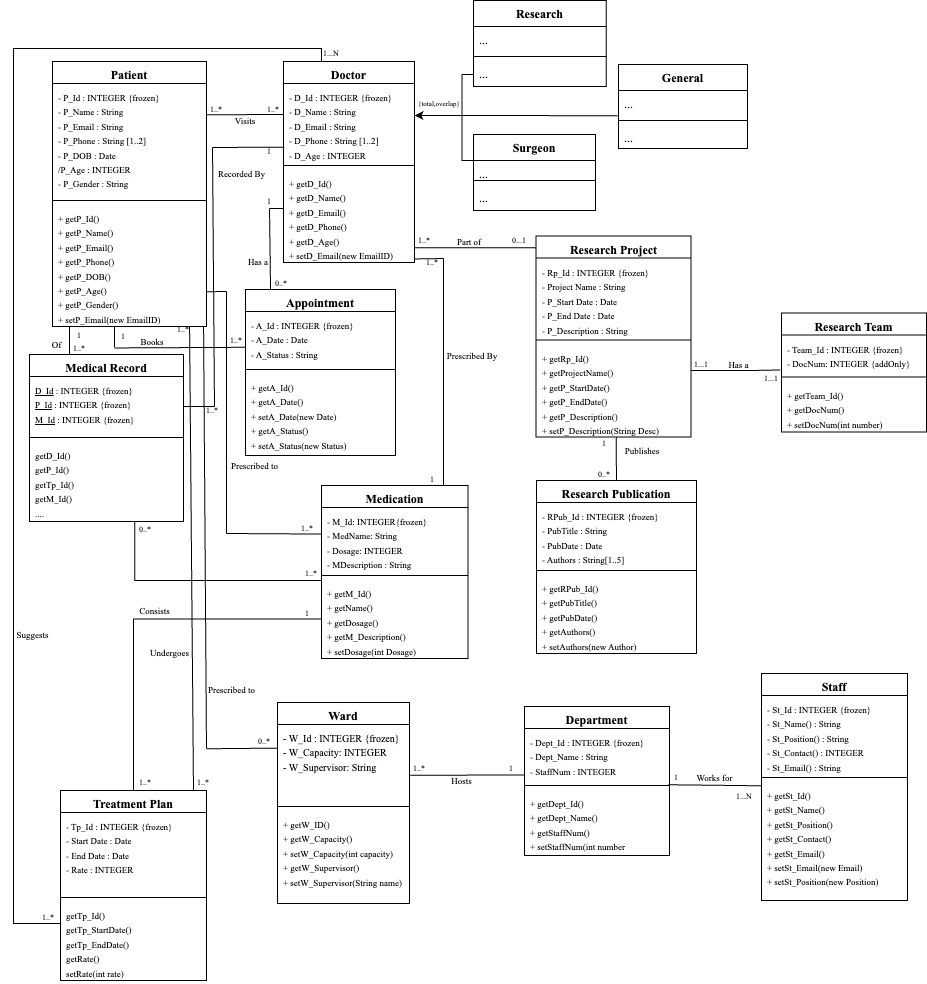 Research
...
...
1...N
Patient
- P_Id : INTEGER {frozen}
- P_Name : String
- P_Email : String
- P_Phone : String [1..2]
- P_DOB : Date
/P_Age : INTEGER
- P_Gender : String
+ getP_Id()
+ getP_Name()
+ getP_Email()
+ getP_Phone()
+ getP_DOB()
+ getP_Age()
+ getP_Gender()
+ setP_Email(new EmailID)
1..*
1..*
Visits
Doctor
- D_Id : INTEGER {frozen}
- D_Name : String
- D_Email : String
- D_Phone : String [1..2]
- D_Age : INTEGER
+ getD_Id()
+ getD_Name()
+ getD_Email()
+ getD_Phone()
+ getD_Age()
+ setD_Email(new EmailID)
General
...
...
{total,overlap}
Surgeon
...
...
1
Recorded By
1
Has a
0..*
1..*
Part of
0...1
1..*
Research Project
- Rp_Id : INTEGER {frozen}
- Project Name : String
- P_Start Date : Date
- P_End Date : Date
- P_Description : String
+ getRp_Id()
+ getProjectName()
+ getP_StartDate()
+ getP_EndDate()
+ getP_Description()
+ setP_Description(String Desc)
Research Team
- Team_Id : INTEGER {frozen}
- DocNum: INTEGER {addOnly}
+ getTeam_Id()
+ getDocNum()
+ setDocNum(int number)
1...1
Has a
1...1
Appointment
- A_Id : INTEGER {frozen}
- A_Date : Date
- A_Status : String
+ getA_Id()
+ getA_Date()
+ setA_Date(new Date)
+ getA_Status()
+ setA_Status(new Status)
1..*
1
1
Books
1..*
Of
1..*
Prescribed By
Medical Record
D_Id : INTEGER {frozen}
P_Id : INTEGER {frozen}
M_Id : INTEGER {frozen}
getD_Id()
getP_Id()
getTp_Id()
getM_Id()
....
1..*
Prescribed to
1
1
Publishes
0..*
Medication
- M_Id: INTEGER{frozen}
- MedName: String
- Dosage: INTEGER
- MDescription : String
+ getM_Id()
+ getName()
+ getDosage()
+ getM_Description()
+ setDosage(int Dosage)
Research Publication
- RPub_Id : INTEGER {frozen}
- PubTitle : String
- PubDate : Date
- Authors : String[1..5]
+ getRPub_Id()
+ getPubTitle()
+ getPubDate()
+ getAuthors()
+ setAuthors(new Author)
0..*
1..*
1..*
Consists
1
Suggests
Undergoes
Prescribed to
0..*
Ward
- W_Id : INTEGER {frozen}
- W_Capacity: INTEGER
- W_Supervisor: String
+ getW_ID()
+ getW_Capacity()
+ setW_Capacity(int capacity)
+ getW_Supervisor()
+ setW_Supervisor(String name)
1..*
1
Hosts
Department
- Dept_Id : INTEGER {frozen}
- Dept_Name : String
- StaffNum : INTEGER
+ getDept_Id()
+ getDept_Name()
+ getStaffNum()
+ setStaffNum(int number
1
Works for
1...N
Staff
- St_Id : INTEGER {frozen}
- St_Name() : String
- St_Position() : String
- St_Contact() : INTEGER
- St_Email() : String
+ getSt_Id()
+ getSt_Name()
+ getSt_Position()
+ getSt_Contact()
+ getSt_Email()
+ setSt_Email(new Email)
+ setSt_Position(new Position)
1..*
1..*
Treatment Plan
- Tp_Id : INTEGER {frozen}
- Start Date : Date
- End Date : Date
- Rate : INTEGER
1..*
getTp_Id()
getTp_StartDate()
getTp_EndDate()
getRate()
setRate(int rate)